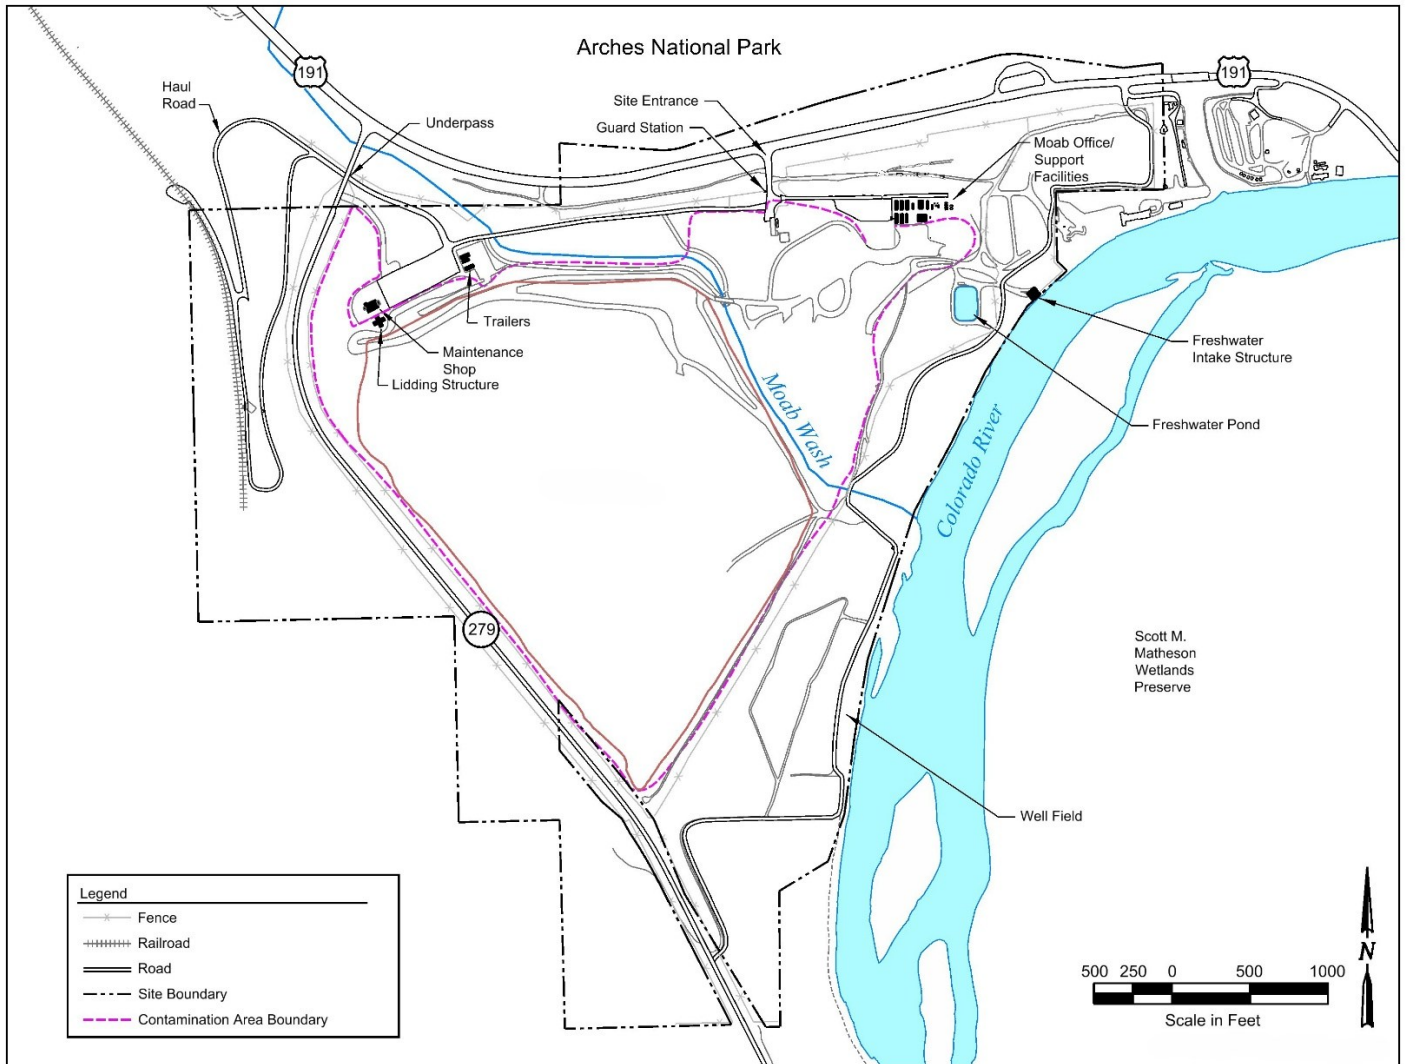 Arches National Park
191
191
Haul
Road
Underpass
Site Entrance
Guard Station
Moab Office/
Support
Facilities
Trailers
Maintenance
Shop
Lidding Structure
Moab Wash
Colorado River
Freshwater
Intake Structure
Freshwater Pond
279
Scott M.
Matheson
Wetlands
Preserve
Well Field
Legend
Fence
Railroad
Road
Site Boundary
Contamination Area Boundary
N
500 250 0 500 1000
Scale in Feet